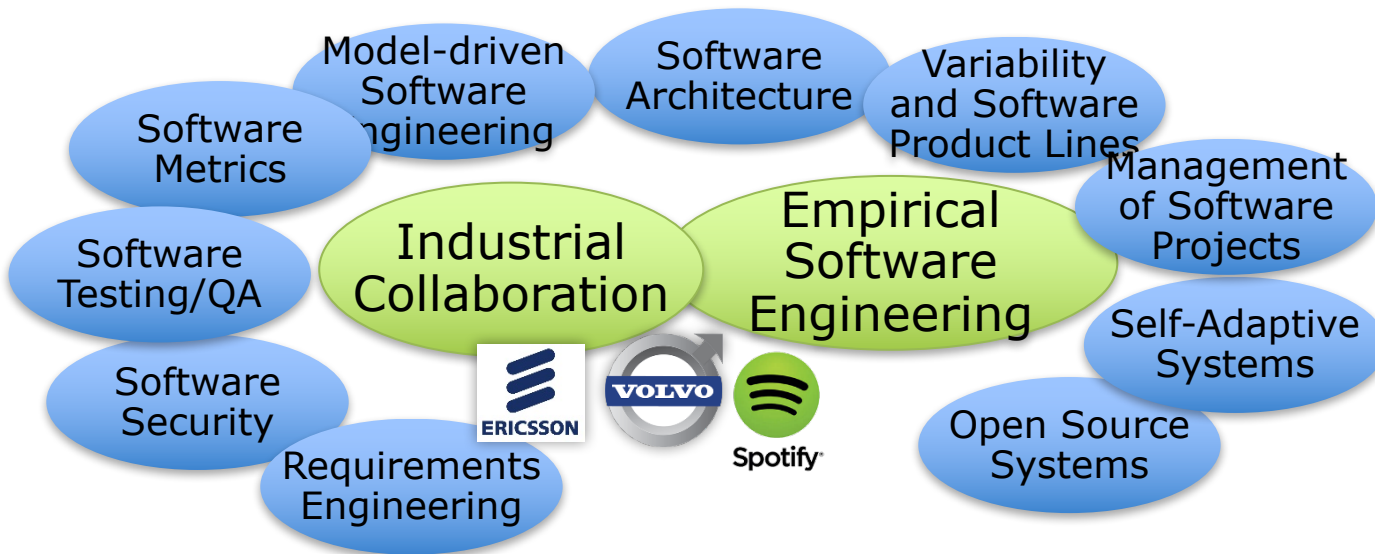 Model-driven
Software
Engineering
Software
Architecture
Variability
and Software
Product Lines
Software
Metrics
Management
of Software
Projects
Industrial
Collaboration
Empirical
Software
Engineering
Software
Testing/QA
Self-Adaptive
Systems
Software
Security
ERICSSON
VOLVO
Spotify
Open Source
Systems
Requirements
Engineering